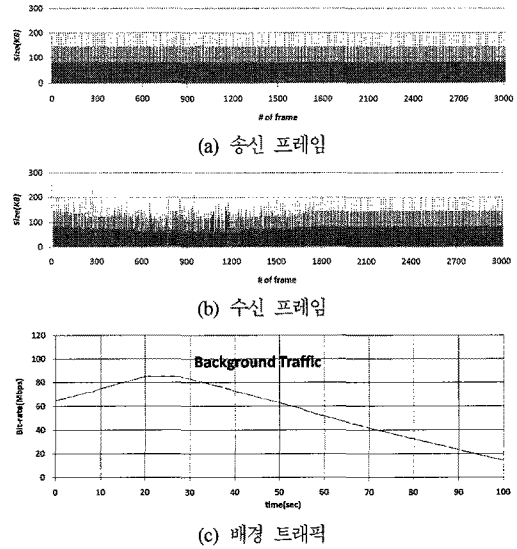 Size(KB)
300
200
100
0
0 300 600 900 1200 1500 1800 2100 2400 2700 3000
# of frame
(a) 송신 프레임
Size(KB)
300
200
100
0
0 300 600 900 1200 1500 1800 2100 2400 2700 3000
# of frame
(b) 수신 프레임
Background Traffic
Bit-rate(Mbps)
120
100
80
60
40
20
0
0 10 20 30 40 50 60 70 80 90 100
time(sec)
(c) 배경 트래픽